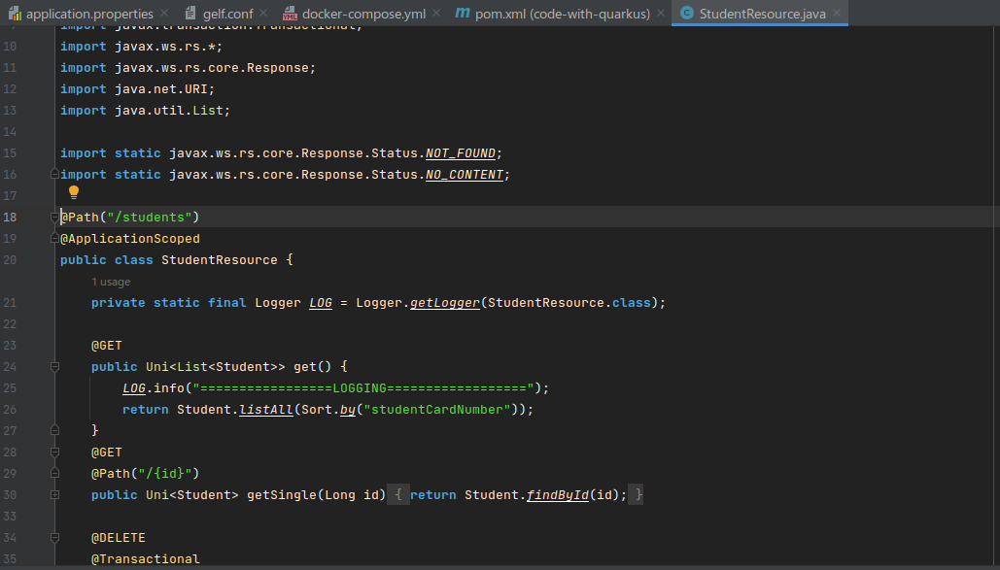 application.properties gelf.conf docker-compose.yml pom.xml (code-with-quarkus) StudentResource.java
import javax.transaction.Transactional;
10 import javax.ws.rs.*;
11 import javax.ws.rs.core.Response;
12 import java.net.URI;
13 import java.util.List;
14
15 import static javax.ws.rs.core.Response.Status.NOT_FOUND;
16 import static javax.ws.rs.core.Response.Status.NO_CONTENT;
17
18 @Path("/students")
19 @ApplicationScoped
20 public class StudentResource {
1 usage
21 private static final Logger LOG = Logger.getLogger(StudentResource.class);
22
23 @GET
24 public Uni<List<Student>> get() {
25 LOG.info("=================LOGGING==================");
26 return Student.listAll(Sort.by("studentCardNumber"));
27 }
28 @GET
29 @Path("/{id}")
30 public Uni<Student> getSingle(Long id) { return Student.findById(id); }
33
34 @DELETE
35 @Transactional